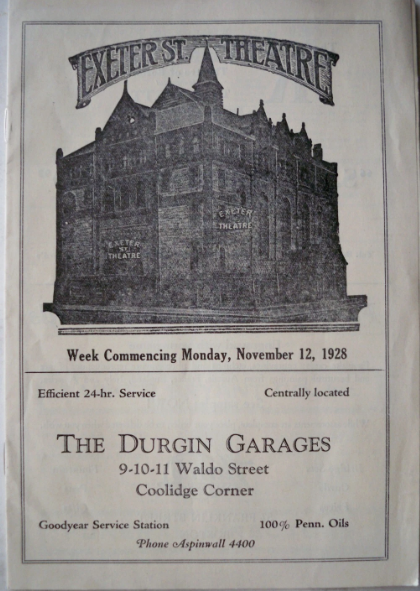 EXETER ST. THEATRE
EXETER
ST.
THEATRE
EXETER
ST.
THEATRE
Week Commencing Monday, November 12, 1928
Efficient 24-hr. Service Centrally located
THE DURGIN GARAGES
9-10-11 Waldo Street
Coolidge Corner
Goodyear Service Station 100% Penn. Oils
Phone Aspinwall 4400